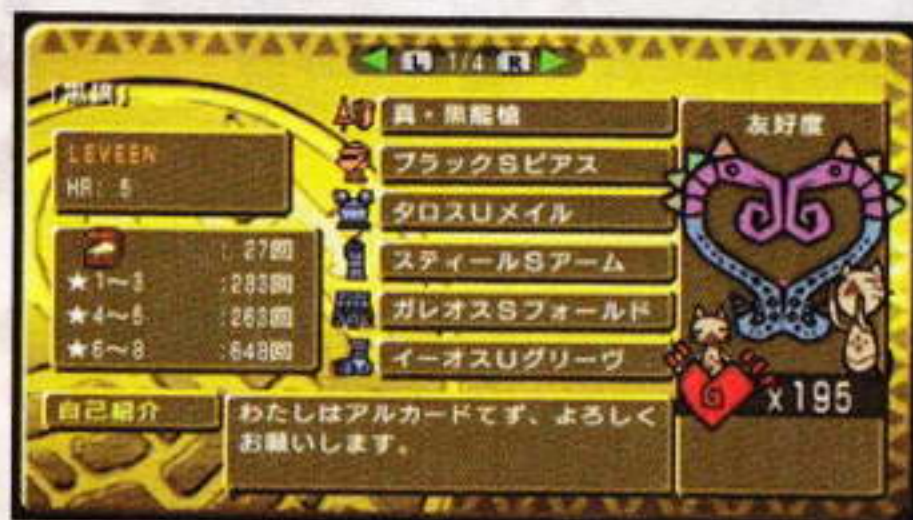 L 1/4 R
LEVEEN
HR: 5
:27回
★1~3 :283回
★4~5 :263回
★6~8 :648回
真・黒龍槍
ブラックSピアス
タロスUメイル
スティールSアーム
ガレオスSフォールド
イーオスUグリーヴ
友好度
G x195
自己紹介
わたしはアルカードてず、よろしく
お願いします。